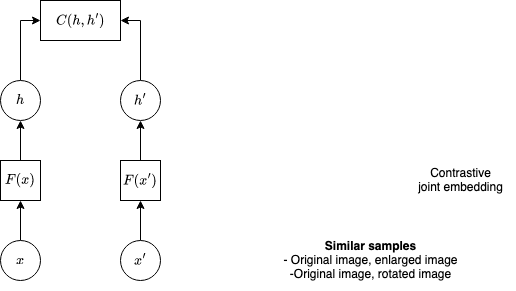 C(h, h′)
h
h′
F(x)
F(x′)
Contrastive
joint embedding
x
x′
Similar samples
- Original image, enlarged image
-Original image, rotated image